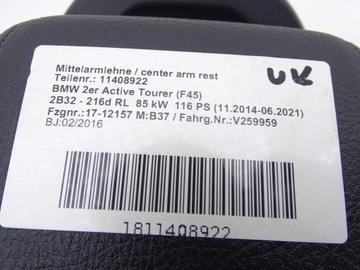 Mittelarmlehne / center arm rest
Teilenr.: 11408922
BMW 2er Active Tourer (F45)
2B32 - 216d RL 85 kW 116 PS (11.2014-06.2021)
Fzgnr.:17-12157 M:B37 / Fahrg.Nr.:V259959
BJ:02/2016
UK
1811408922